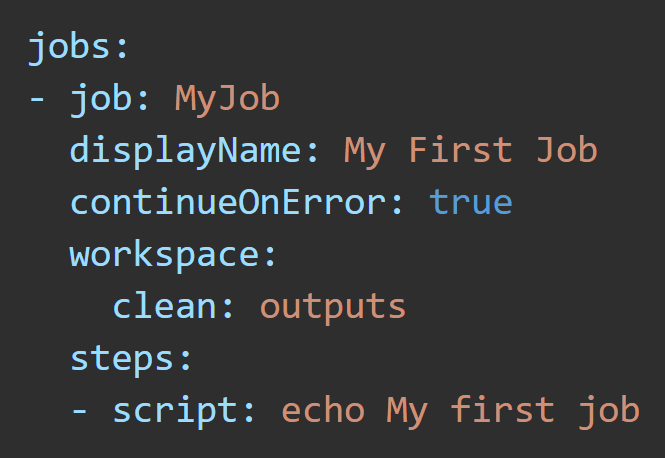 jobs:
- job: MyJob
  displayName: My First Job
  continueOnError: true
  workspace:
    clean: outputs
  steps:
  - script: echo My first job